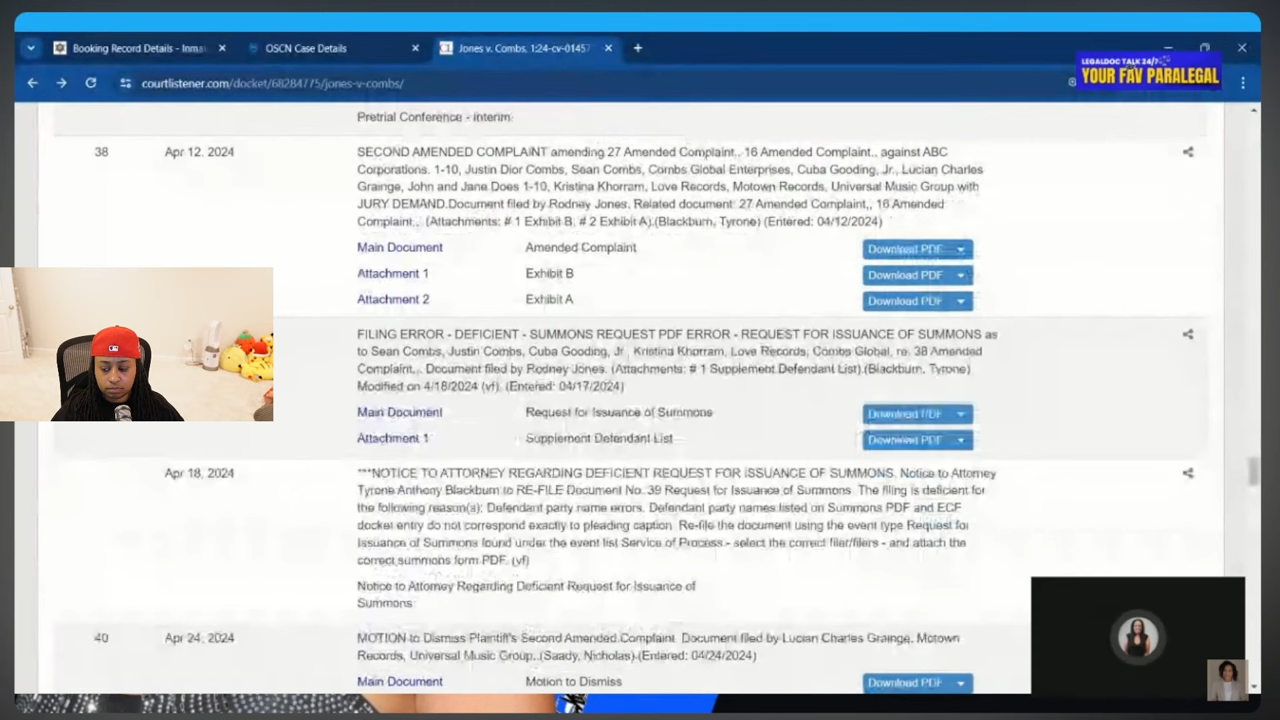 Booking Record Details - Inma
OSCN Case Details
Jones v. Combs, 1:24-cv-01457
LEGALDOC TALK 24/7
YOUR FAV PARALEGAL
courtlistener.com/docket/68284775/jones-v-combs/
Pretrial Conference - Interim
38
Apr 12, 2024
SECOND AMENDED COMPLAINT amending 27 Amended Complaint,, 16 Amended Complaint,, against ABC
Corporations. 1-10, Justin Dior Combs, Sean Combs, Combs Global Enterprises, Cuba Gooding, Jr., Lucian Charles
Grainge, John and Jane Does 1-10, Kristina Khorram, Love Records, Motown Records, Universal Music Group with
JURY DEMAND.Document filed by Rodney Jones. Related document: 27 Amended Complaint,, 16 Amended
Complaint,. (Attachments: # 1 Exhibit B, # 2 Exhibit A).(Blackburn, Tyrone) (Entered: 04/12/2024)
Main Document
Amended Complaint
Download PDF
Attachment 1
Exhibit B
Download PDF
Attachment 2
Exhibit A
Download PDF
FILING ERROR - DEFICIENT - SUMMONS REQUEST PDF ERROR - REQUEST FOR ISSUANCE OF SUMMONS as
to Sean Combs, Justin Combs, Cuba Gooding, Jr, Kristina Khorram, Love Records, Combs Global, re: 38 Amended
Complaint,. Document filed by Rodney Jones. (Attachments: # 1 Supplement Defendant List).(Blackburn, Tyrone)
Modified on 4/18/2024 (vf). (Entered: 04/17/2024)
Main Document
Request for Issuance of Summons
Download PDF
Attachment 1
Supplement Defendant List
Download PDF
Apr 18, 2024
***NOTICE TO ATTORNEY REGARDING DEFICIENT REQUEST FOR ISSUANCE OF SUMMONS. Notice to Attorney
Tyrone Anthony Blackburn to RE-FILE Document No. 39 Request for Issuance of Summons. The filing is deficient for
the following reason(s): Defendant party name errors. Defendant party names listed on Summons PDF and ECF
docket entry do not correspond exactly to pleading caption. Re-file the document using the event type Request for
Issuance of Summons found under the event list Service of Process - select the correct filer/filers - and attach the
correct summons form PDF. (vf)
Notice to Attorney Regarding Deficient Request for Issuance of
Summons
40
Apr 24, 2024
MOTION to Dismiss Plaintiff's Second Amended Complaint. Document filed by Lucian Charles Grainge, Motown
Records, Universal Music Group..(Saady, Nicholas).(Entered: 04/24/2024)
Main Document
Motion to Dismiss
Download PDF